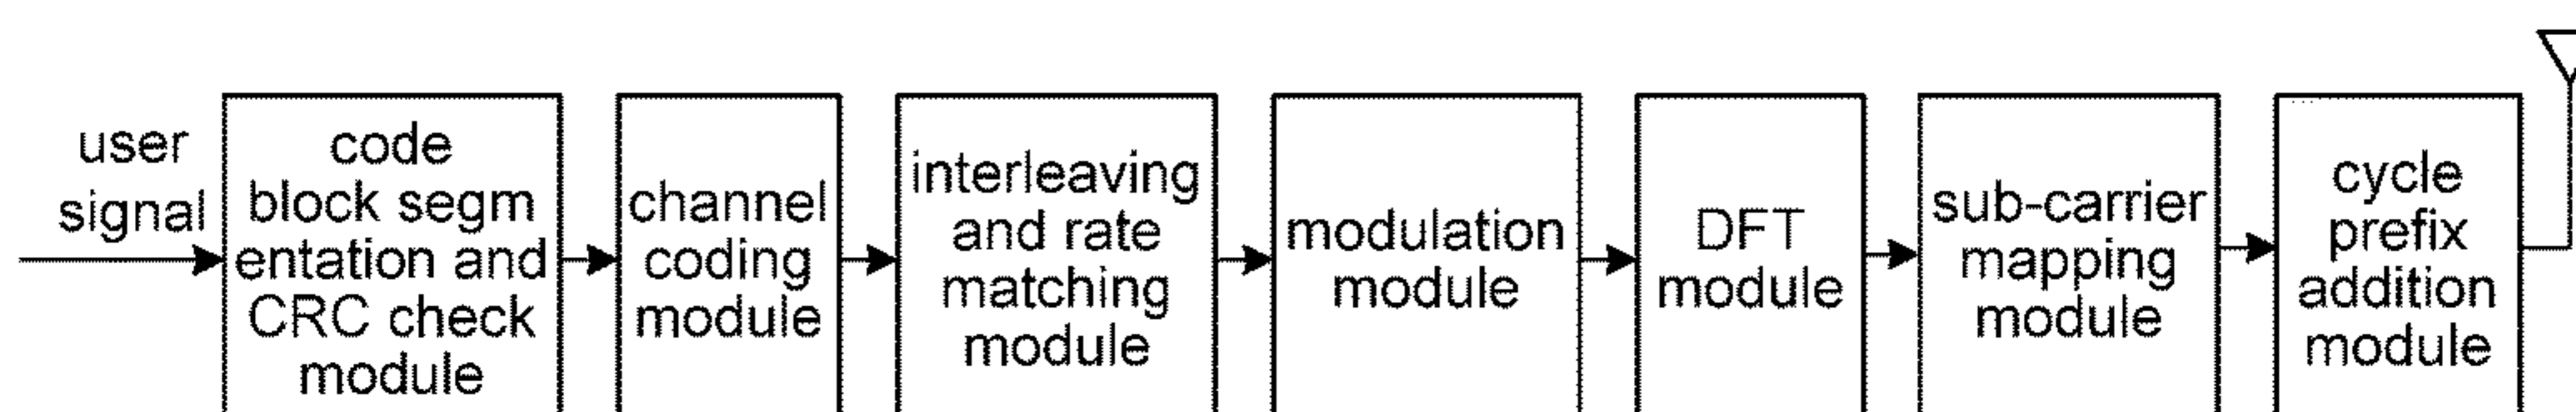 user
signal
code
block segm
entation and
CRC check
module
channel
coding
module
interleaving
and rate
matching
module
modulation
module
DFT
module
sub-carrier
mapping
module
cycle
prefix
addition
module